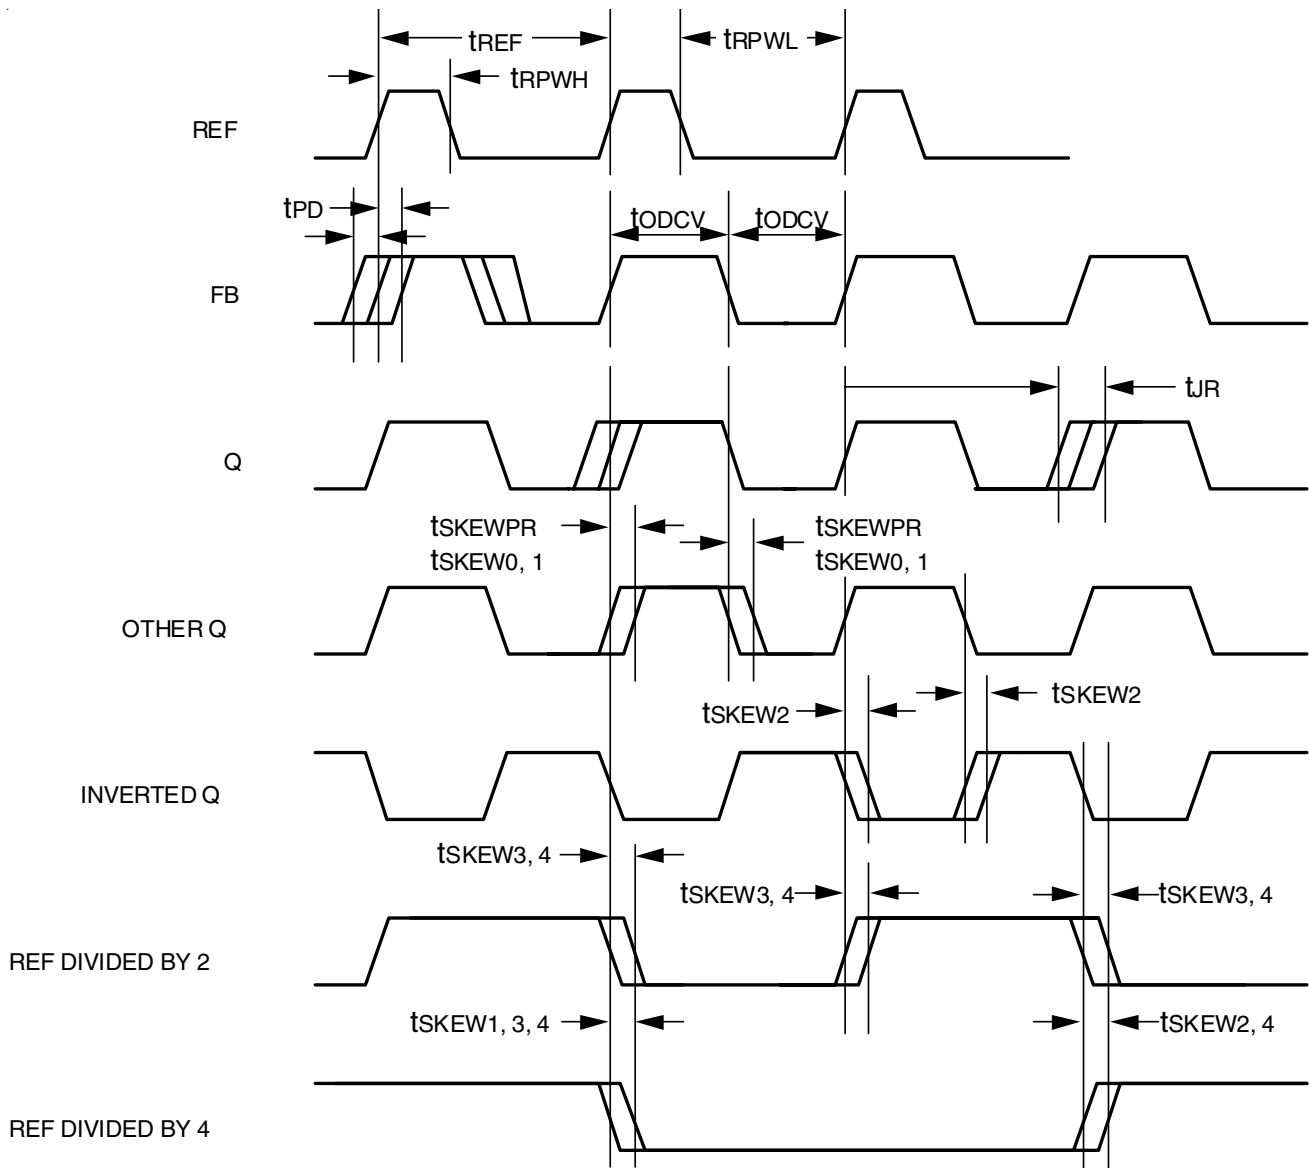 tREF
tRPWL
tRPWH
REF
tPD
tODCV
tODCV
FB
tJR
Q
tSKEWPR
tSKEW0, 1
tSKEWPR
tSKEW0, 1
OTHER Q
tSKEW2
tSKEW2
INVERTED Q
tSKEW3, 4
tSKEW3, 4
tSKEW3, 4
REF DIVIDED BY 2
tSKEW1, 3, 4
tSKEW2, 4
REF DIVIDED BY 4